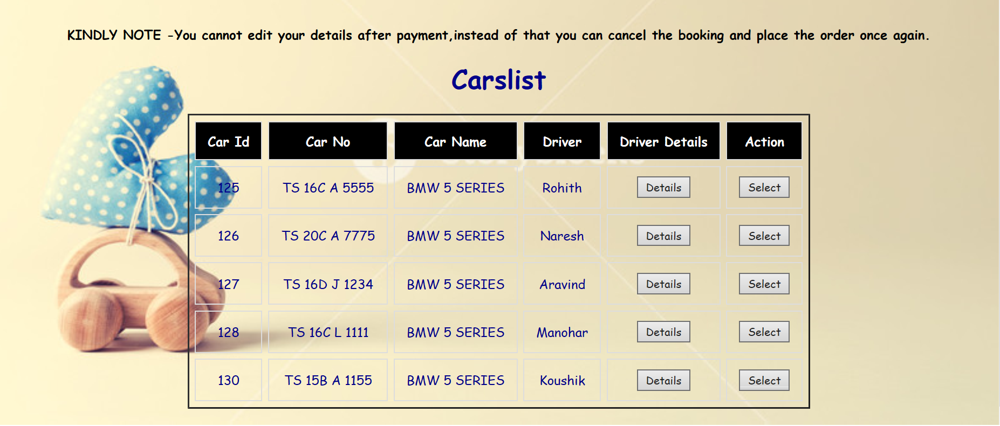 KINDLY NOTE -You cannot edit your details after payment,instead of that you can cancel the booking and place the order once again.
Carslist
Car Id Car No Car Name Driver Driver Details Action
125 TS 16C A 5555 BMW 5 SERIES Rohith Details Select
126 TS 20C A 7775 BMW 5 SERIES Naresh Details Select
127 TS 16D J 1234 BMW 5 SERIES Aravind Details Select
128 TS 16C L 1111 BMW 5 SERIES Manohar Details Select
130 TS 15B A 1155 BMW 5 SERIES Koushik Details Select